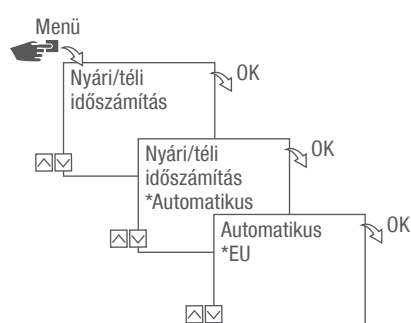 Menü
OK
Nyári/téli
időszámítás
OK
Nyári/téli
időszámítás
*Automatikus
OK
Automatikus
*EU